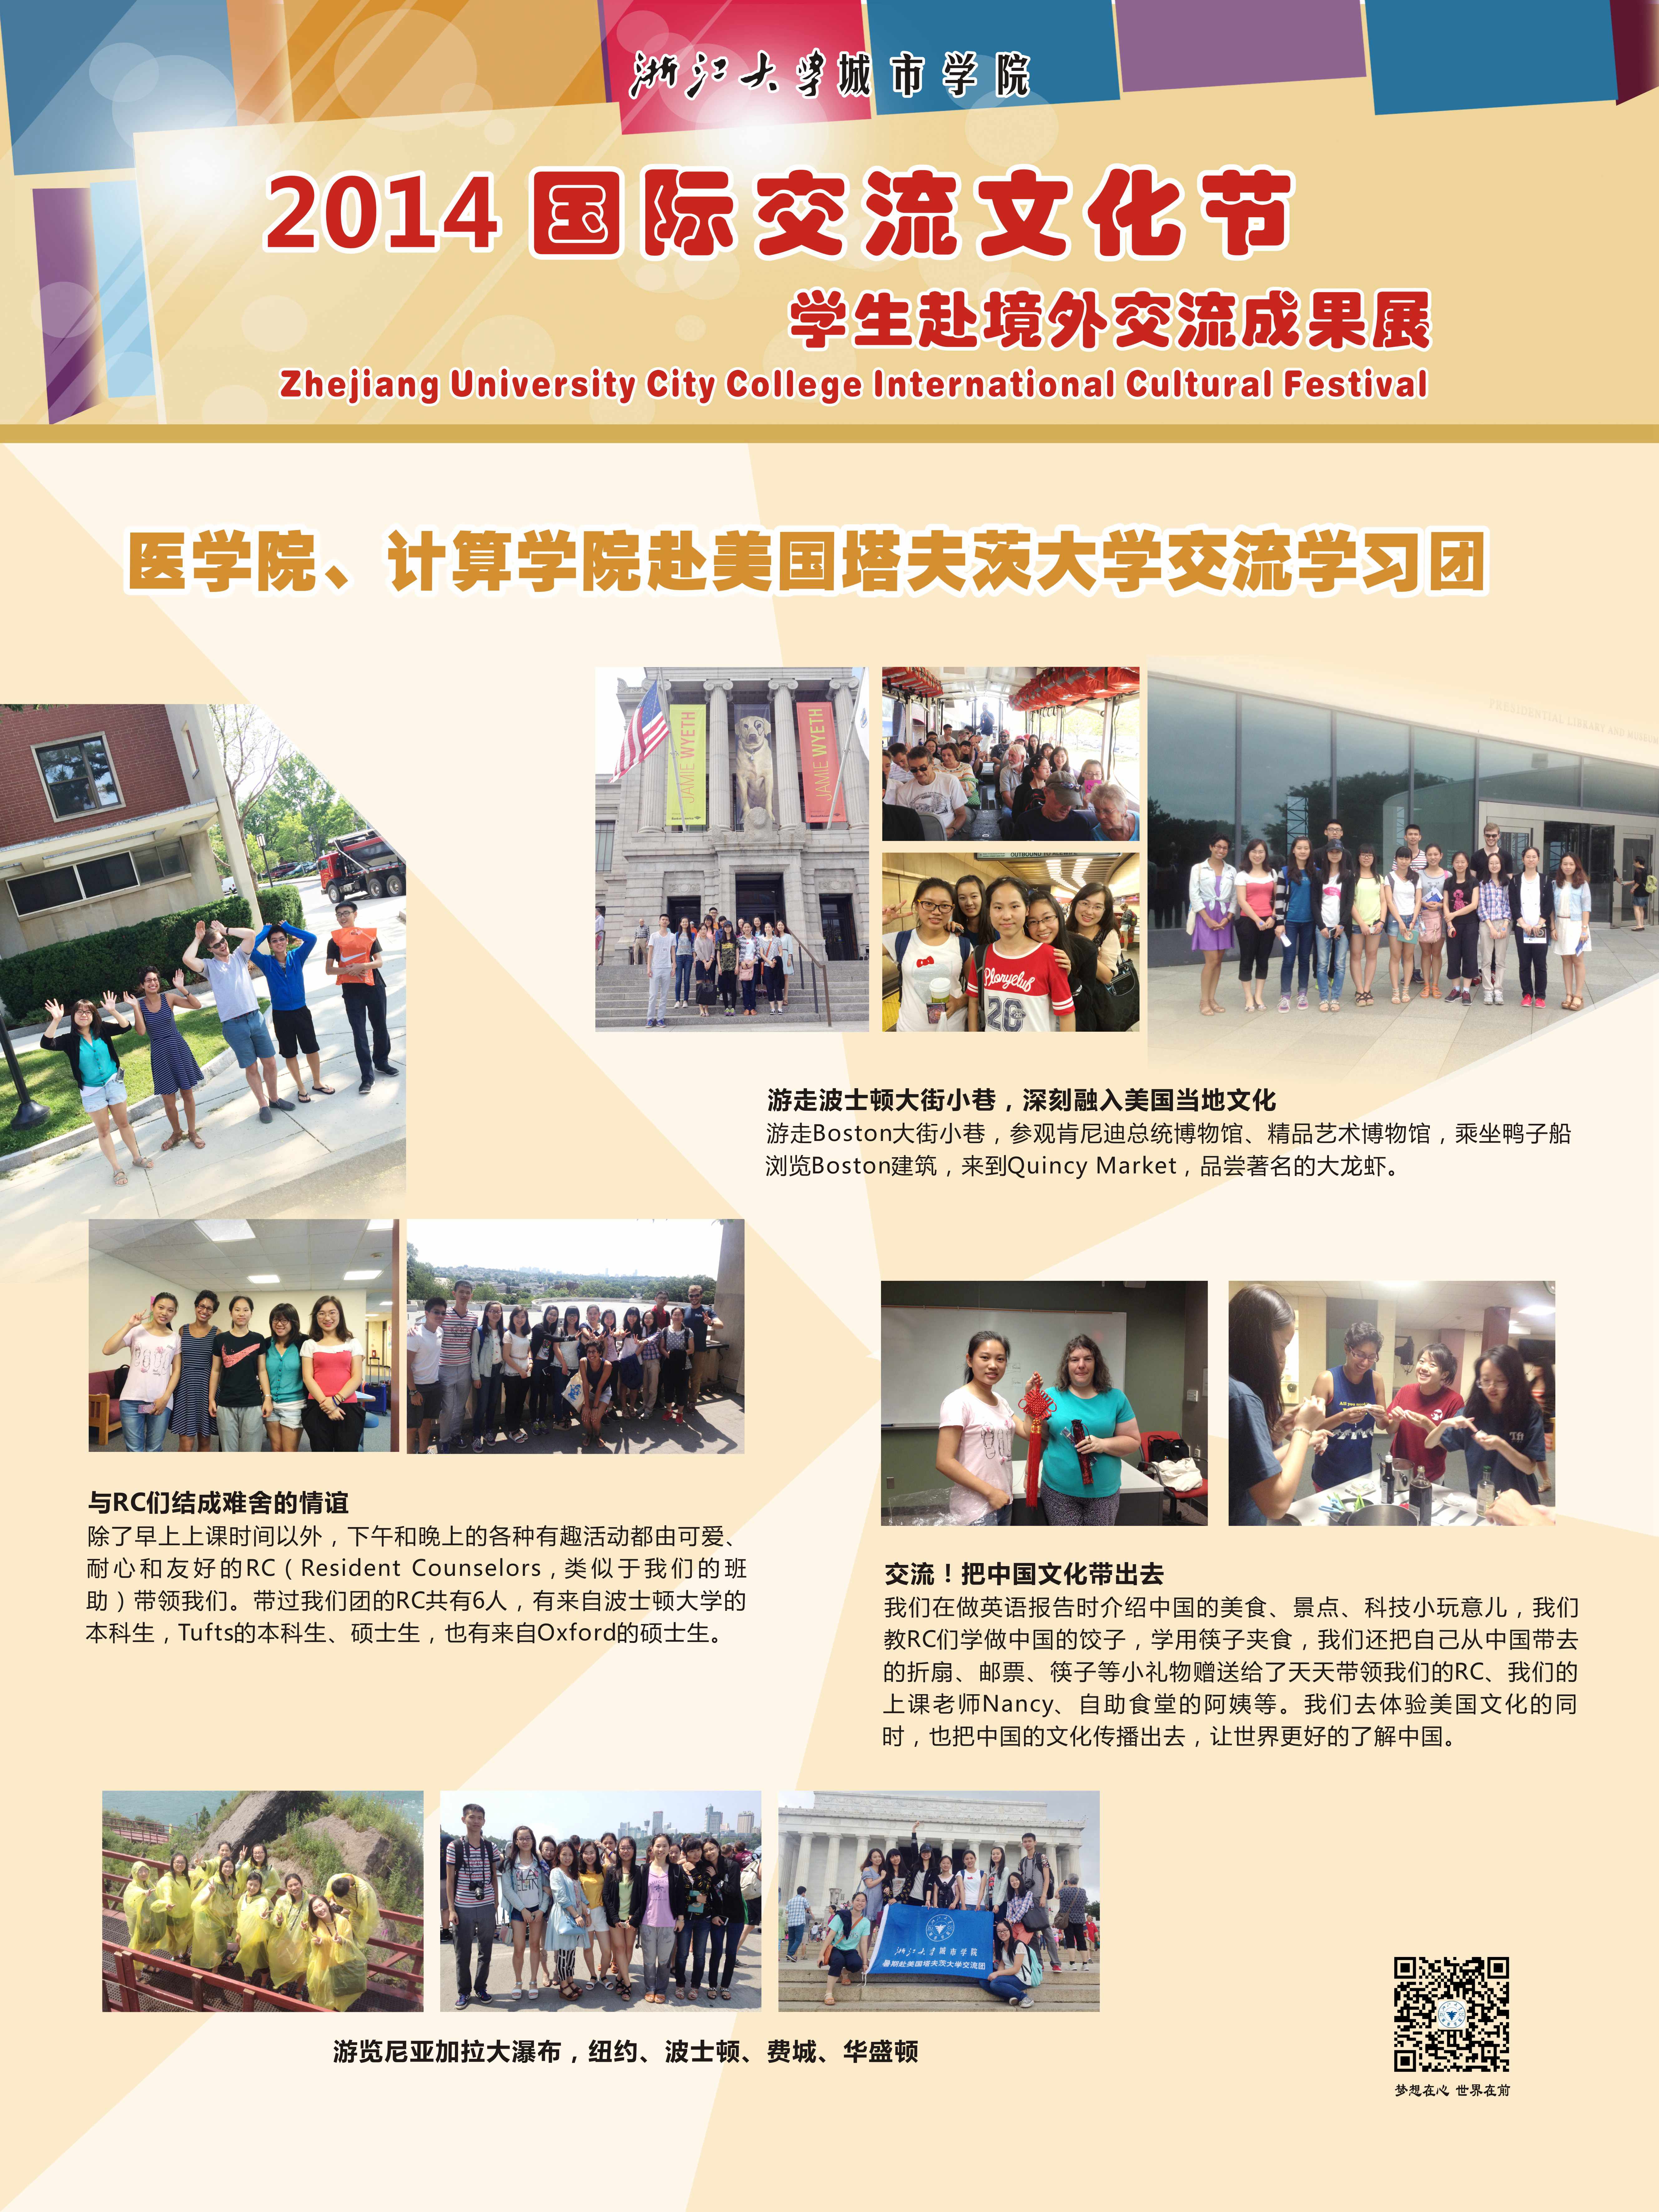 浙江大学城市学院
2014国际交流文化节
学生赴境外交流成果展
Zhejiang University City College International Cultural Festival
医学院、计算学院赴美国塔夫茨大学交流学习团
JAMIE WYETH
JAMIE WYETH
PRESIDENTIAL LIBRARY AND MUSEUM
游走波士顿大街小巷，深刻融入美国当地文化
游走Boston大街小巷，参观肯尼迪总统博物馆、精品艺术博物馆，乘坐鸭子船
浏览Boston建筑，来到Quincy Market，品尝著名的大龙虾。
与RC们结成难舍的情谊
除了早上上课时间以外，下午和晚上的各种有趣活动都由可爱、
耐心和友好的RC（Resident Counselors，类似于我们的班
助）带领我们。带过我们团的RC共有6人，有来自波士顿大学的
本科生，Tufts的本科生、硕士生，也有来自Oxford的硕士生。
交流！把中国文化带出去
我们在做英语报告时介绍中国的美食、景点、科技小玩意儿，我们
教RC们学做中国的饺子，学用筷子夹食，我们还把自己从中国带去
的折扇、邮票、筷子等小礼物赠送给了天天带领我们的RC、我们的
上课老师Nancy、自助食堂的阿姨等。我们去体验美国文化的同
时，也把中国的文化传播出去，让世界更好的了解中国。
浙江大学城市学院
暑期赴美国塔夫茨大学交流团
游览尼亚加拉大瀑布，纽约、波士顿、费城、华盛顿
梦想在心 世界在前